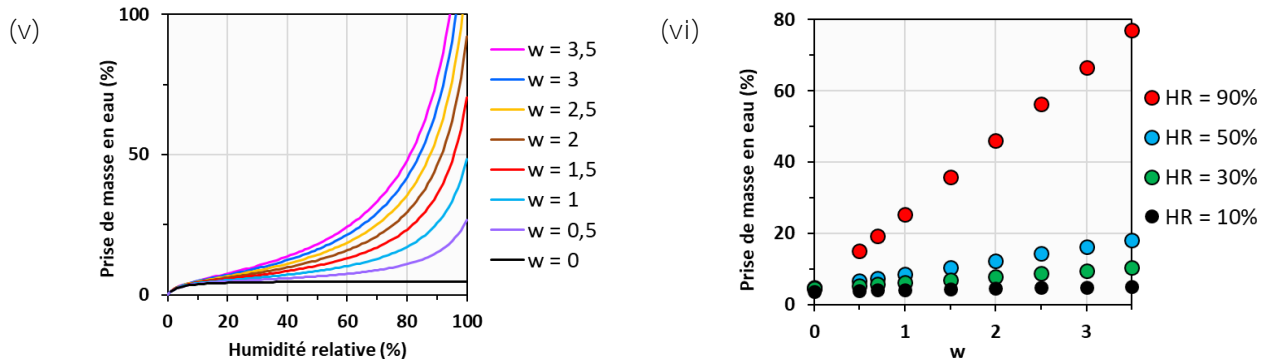 (v)
Prise de masse en eau (%)
100
50
0
0 20 40 60 80 100
Humidité relative (%)
w = 3,5
w = 3
w = 2,5
w = 2
w = 1,5
w = 1
w = 0,5
w = 0
(vi)
Prise de masse en eau (%)
80
60
40
20
0
0 1 2 3
w
HR = 90%
HR = 50%
HR = 30%
HR = 10%